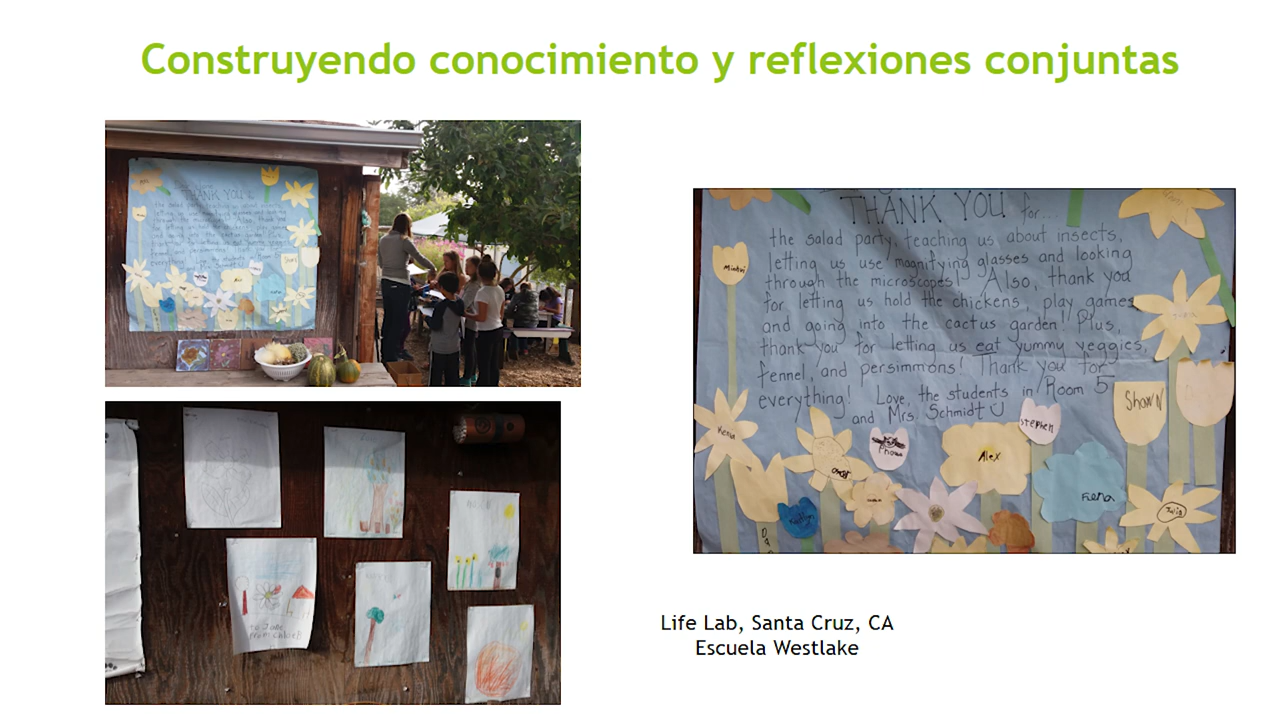 Construyendo conocimiento y reflexiones conjuntas
THANK YOU for...
the salad party, teaching us about insects,
letting us use magnifying glasses and looking
through the microscopes! Also, thank you
for letting us hold the chickens, play games
and going into the cactus garden! Plus,
thank you for letting us eat yummy veggies,
fennel, and persimmons! Thank you for
everything! Love, the students in Room 5
and Mrs. Schmidt
Shawn
Stephen
Alex
Kaitlyn
Life Lab, Santa Cruz, CA
Escuela Westlake